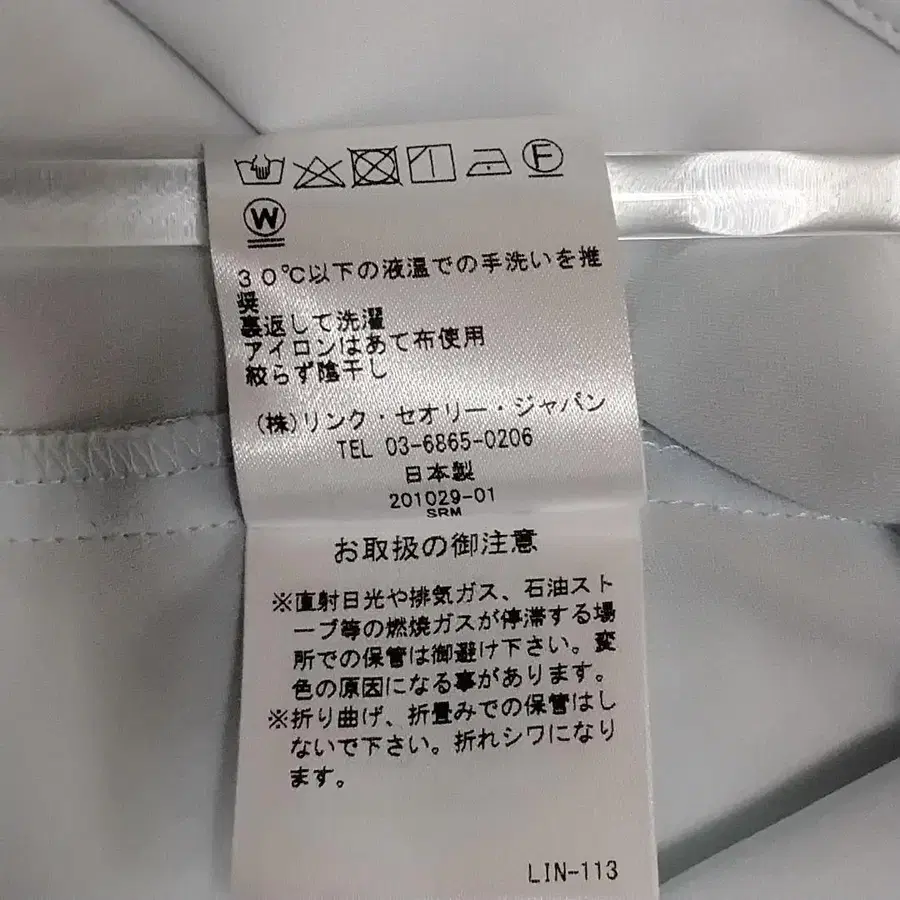 F
W
30℃以下の液温での手洗いを推
奨
裏返して洗濯
アイロンはあて布使用
絞らず陰干し
(株)リンク・セオリー・ジャパン
TEL 03-6865-0206
日本製
201029-01
SRM
お取扱の御注意
※直射日光や排気ガス、石油スト
ーブ等の燃焼ガスが停滞する場
所での保管は御避け下さい。変
色の原因になる事があります。
※折り曲げ、折畳みでの保管はし
ないで下さい。折れシワになり
ます。
LIN-113